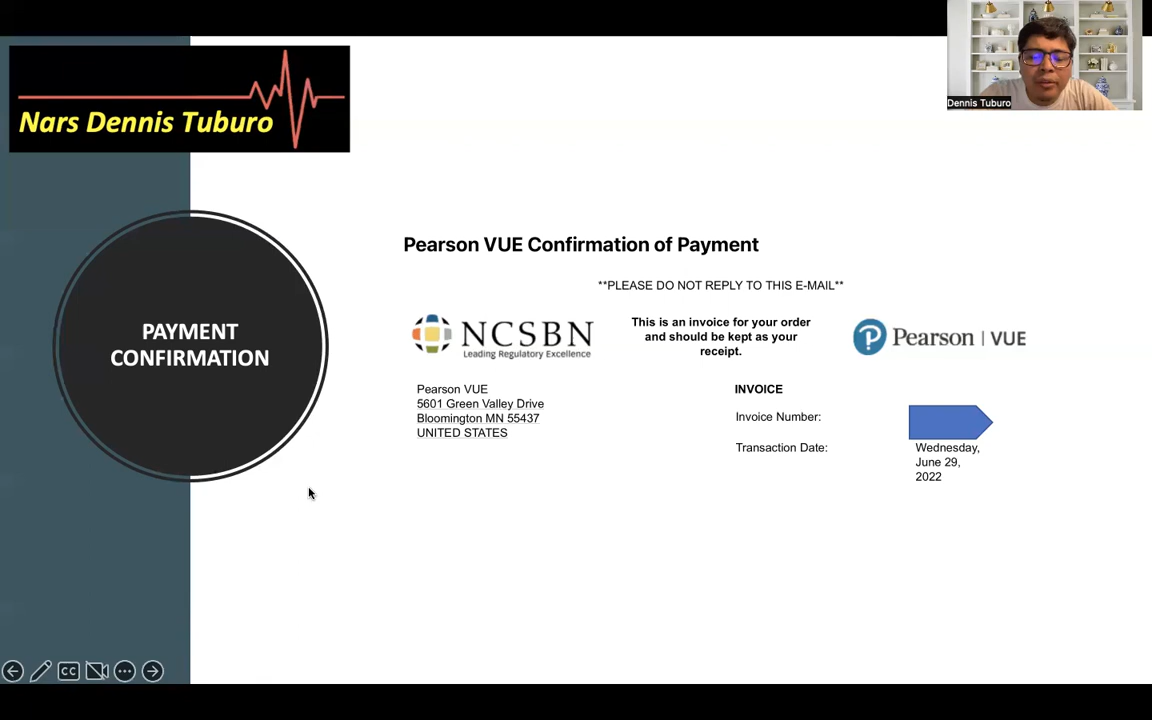 Nars Dennis Tuburo
Dennis Tuburo
PAYMENT
CONFIRMATION
Pearson VUE Confirmation of Payment
**PLEASE DO NOT REPLY TO THIS E-MAIL**
NCSBN
Leading Regulatory Excellence
This is an invoice for your order
and should be kept as your
receipt.
Pearson | VUE
Pearson VUE
5601 Green Valley Drive
Bloomington MN 55437
UNITED STATES
INVOICE
Invoice Number:
Transaction Date:
Wednesday,
June 29,
2022
CC